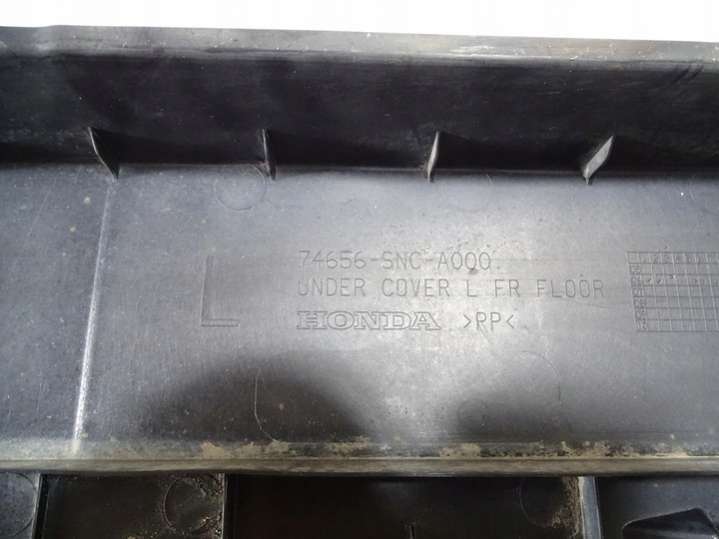 74656-SNC-A000
UNDER COVER L FR FLOOR
L
HONDA >PP<